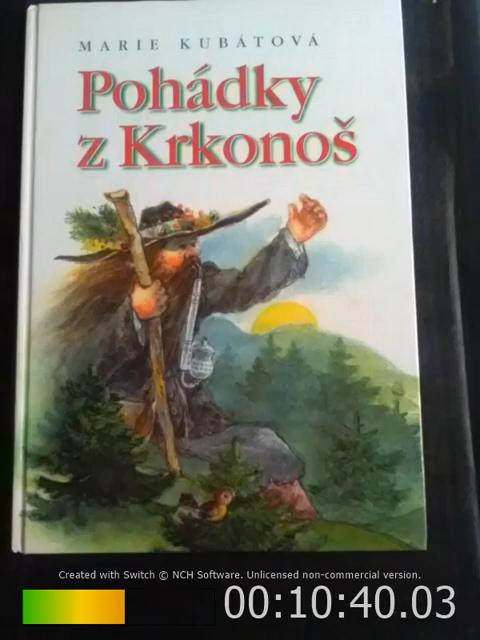 MARIE KUBÁTOVÁ
Pohádky
z Krkonoš
Created with Switch © NCH Software. Unlicensed non-commercial version.
00:10:40.03